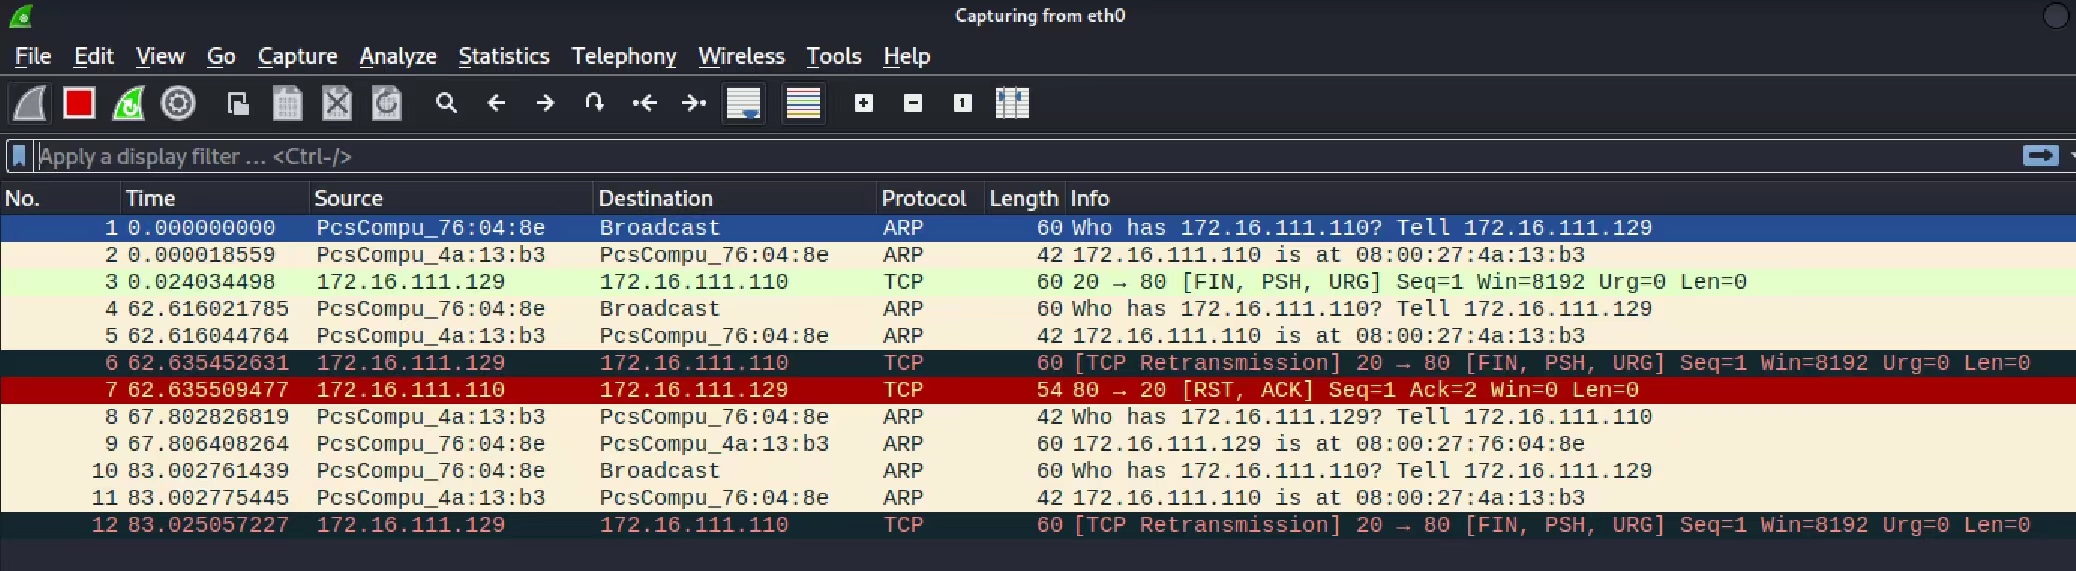 Capturing from eth0
File Edit View Go Capture Analyze Statistics Telephony Wireless Tools Help
Apply a display filter … <Ctrl-/>
No. Time Source Destination Protocol Length Info
1 0.000000000 PcsCompu_76:04:8e Broadcast ARP 60 Who has 172.16.111.110? Tell 172.16.111.129
2 0.000018559 PcsCompu_4a:13:b3 PcsCompu_76:04:8e ARP 42 172.16.111.110 is at 08:00:27:4a:13:b3
3 0.024034498 172.16.111.129 172.16.111.110 TCP 60 20 → 80 [FIN, PSH, URG] Seq=1 Win=8192 Urg=0 Len=0
4 62.616021785 PcsCompu_76:04:8e Broadcast ARP 60 Who has 172.16.111.110? Tell 172.16.111.129
5 62.616044764 PcsCompu_4a:13:b3 PcsCompu_76:04:8e ARP 42 172.16.111.110 is at 08:00:27:4a:13:b3
6 62.635452631 172.16.111.129 172.16.111.110 TCP 60 [TCP Retransmission] 20 → 80 [FIN, PSH, URG] Seq=1 Win=8192 Urg=0 Len=0
7 62.635509477 172.16.111.110 172.16.111.129 TCP 54 80 → 20 [RST, ACK] Seq=1 Ack=2 Win=0 Len=0
8 67.802826819 PcsCompu_4a:13:b3 PcsCompu_76:04:8e ARP 42 Who has 172.16.111.129? Tell 172.16.111.110
9 67.806408264 PcsCompu_76:04:8e PcsCompu_4a:13:b3 ARP 60 172.16.111.129 is at 08:00:27:76:04:8e
10 83.002761439 PcsCompu_76:04:8e Broadcast ARP 60 Who has 172.16.111.110? Tell 172.16.111.129
11 83.002775445 PcsCompu_4a:13:b3 PcsCompu_76:04:8e ARP 42 172.16.111.110 is at 08:00:27:4a:13:b3
12 83.025057227 172.16.111.129 172.16.111.110 TCP 60 [TCP Retransmission] 20 → 80 [FIN, PSH, URG] Seq=1 Win=8192 Urg=0 Len=0